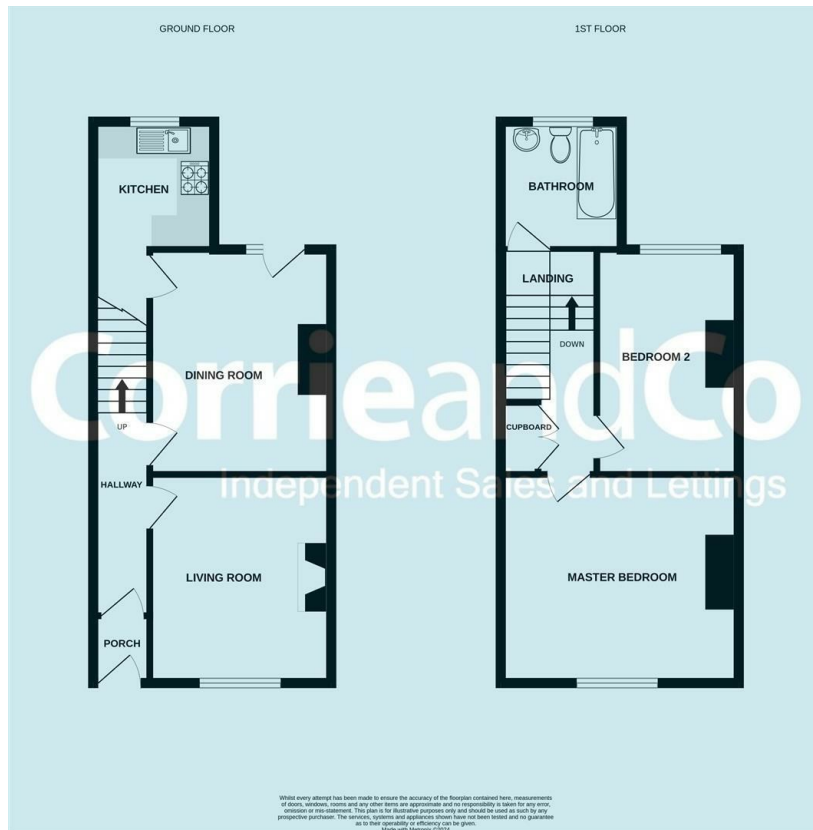 GROUND FLOOR
1ST FLOOR
KITCHEN
BATHROOM
LANDING
DOWN
BEDROOM 2
DINING ROOM
UP
CUPBOARD
CorrieandCo
Independent Sales and Lettings
HALLWAY
LIVING ROOM
MASTER BEDROOM
PORCH
Whilst every attempt has been made to ensure the accuracy of the floorplan contained here, measurements
of doors, windows, rooms and any other items are approximate and no responsibility is taken for any error,
omission or mis-statement. This plan is for illustrative purposes only and should be used as such by any
prospective purchaser. The services, systems and appliances shown have not been tested and no guarantee
as to their operability or efficiency can be given.
Made with Metropix ©2024